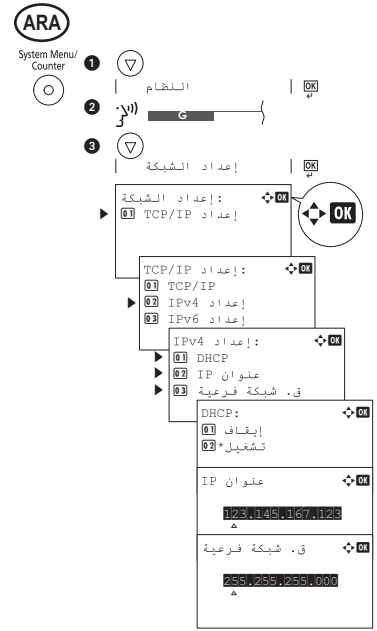 ARA
System Menu/
Counter
1
النظام
OK
2
G
3
إعداد الشبكة
OK
إعداد الشبكة:
OK
01 إعداد TCP/IP
OK
إعداد TCP/IP:
OK
01 TCP/IP
02 إعداد IPv4
03 إعداد IPv6
إعداد IPv4:
OK
01 DHCP
02 عنوان IP
03 ق. شبكة فرعية
DHCP:
OK
01 إيقاف
02 *تشغيل
عنوان IP
OK
123.145.167.123
ق. شبكة فرعية
OK
255.255.255.000